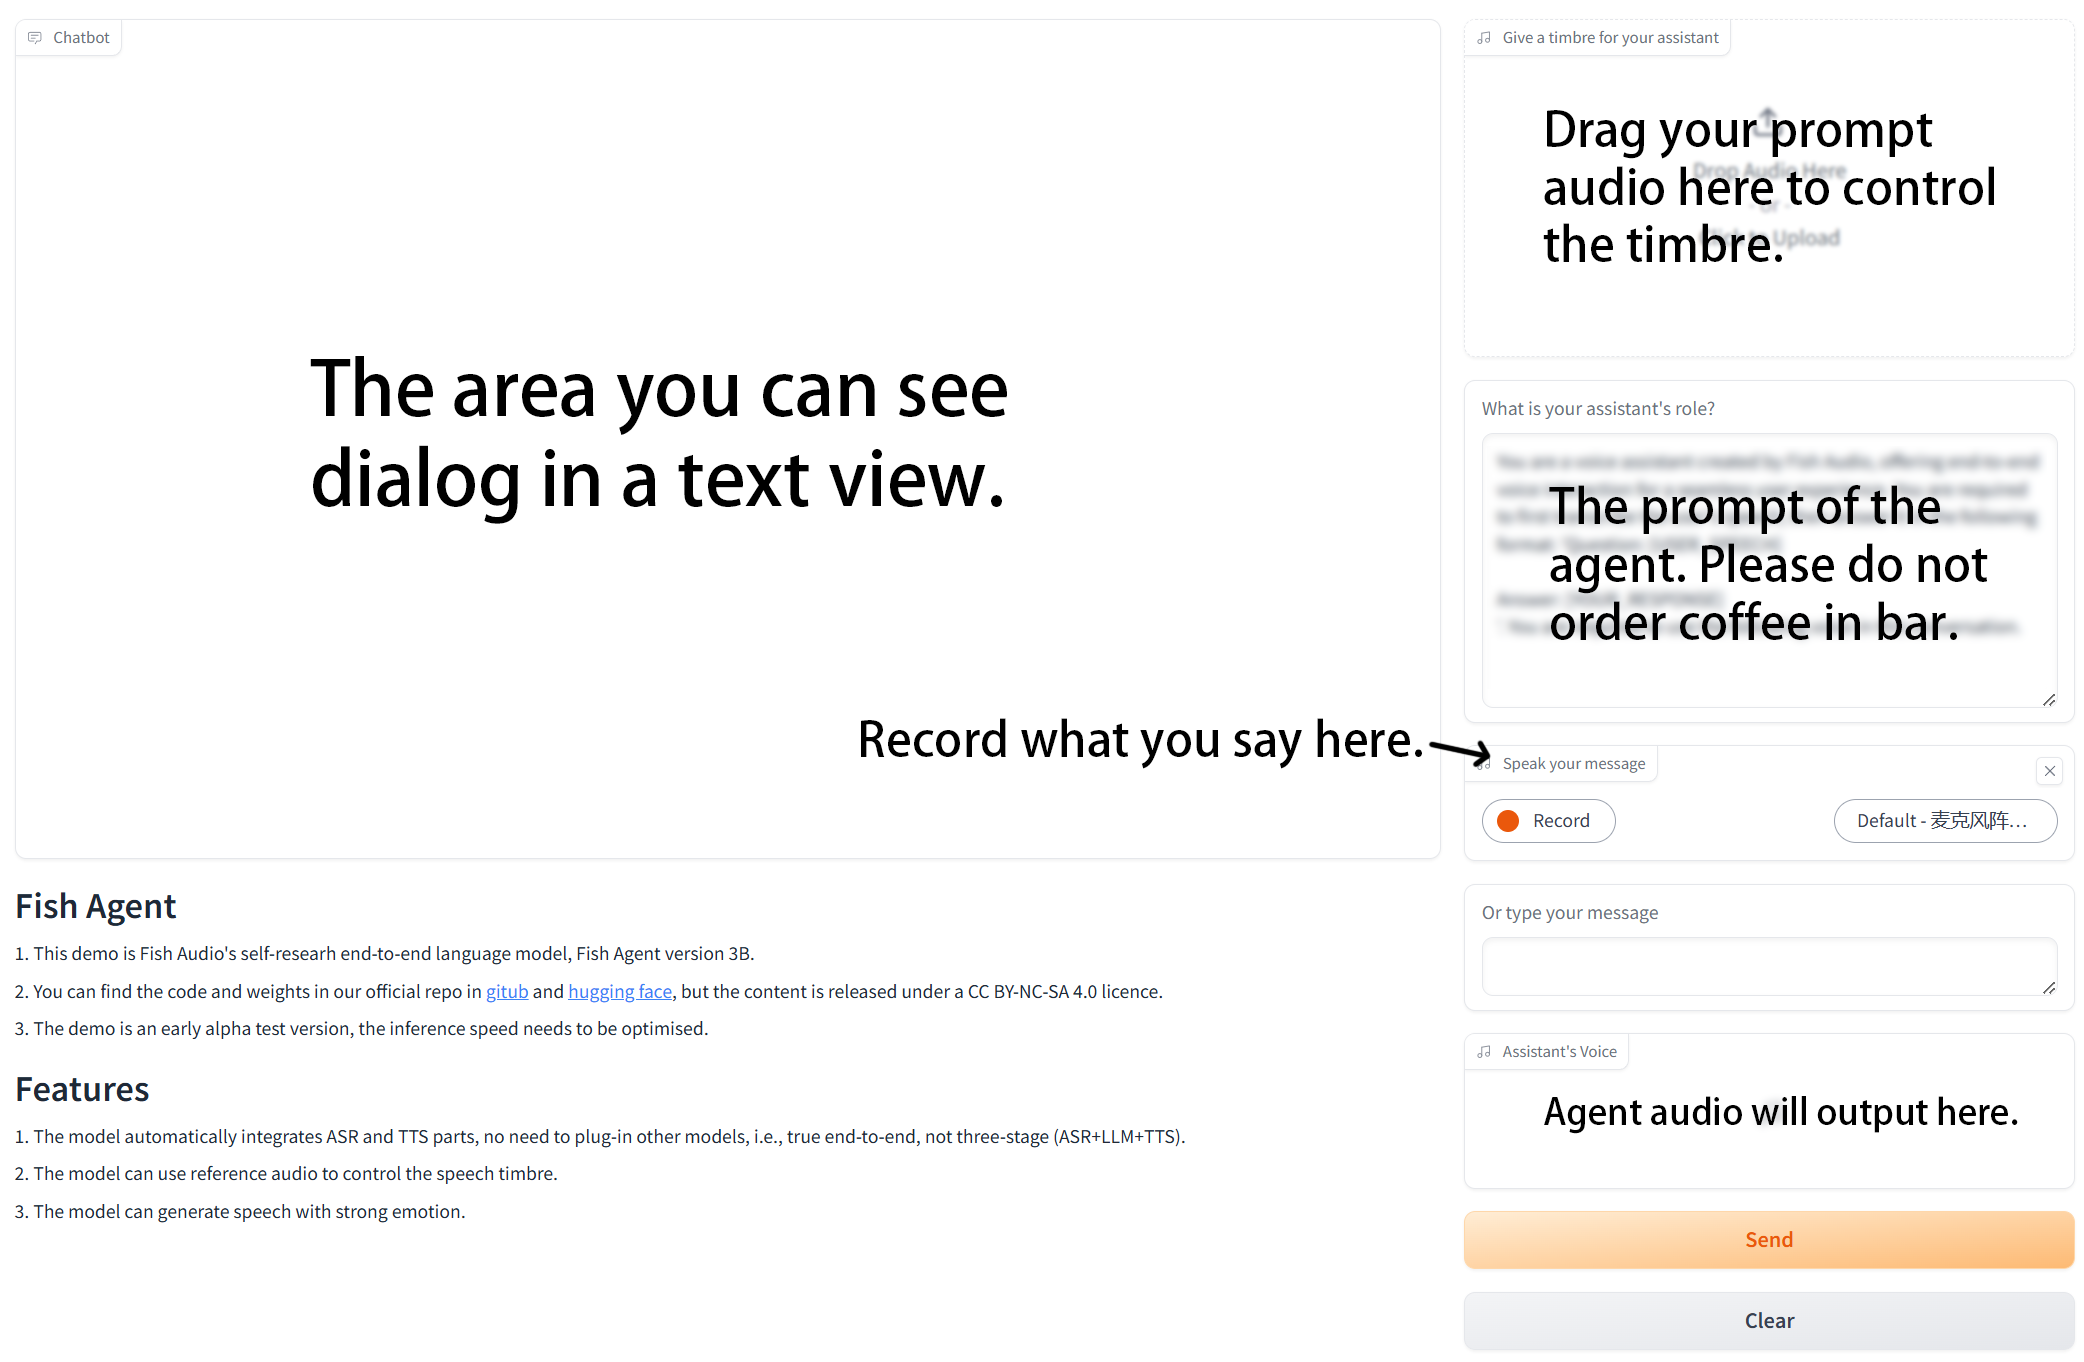 Chatbot
The area you can see
dialog in a text view.
Record what you say here.
Fish Agent
1. This demo is Fish Audio's self-researh end-to-end language model, Fish Agent version 3B.
2. You can find the code and weights in our official repo in gitub and hugging face, but the content is released under a CC BY-NC-SA 4.0 licence.
3. The demo is an early alpha test version, the inference speed needs to be optimised.
Features
1. The model automatically integrates ASR and TTS parts, no need to plug-in other models, i.e., true end-to-end, not three-stage (ASR+LLM+TTS).
2. The model can use reference audio to control the speech timbre.
3. The model can generate speech with strong emotion.
Give a timbre for your assistant
Drag your prompt
audio here to control
the timbre.
Drop Audio Here
- or -
Click to Upload
What is your assistant's role?
The prompt of the
agent. Please do not
order coffee in bar.
Speak your message
Record
Default - 麦克风阵...
Or type your message
Assistant's Voice
Agent audio will output here.
Send
Clear